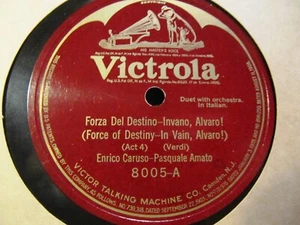 HIS MASTER'S VOICE
Victrola
Duet with orchestra.
In Italian.
Forza Del Destino-Invano, Alvaro!
(Force of Destiny-In Vain, Alvaro!)
(Act 4) (Verdi)
Enrico Caruso-Pasquale Amato
8005-A
VICTOR TALKING MACHINE CO. Camden, N.J.